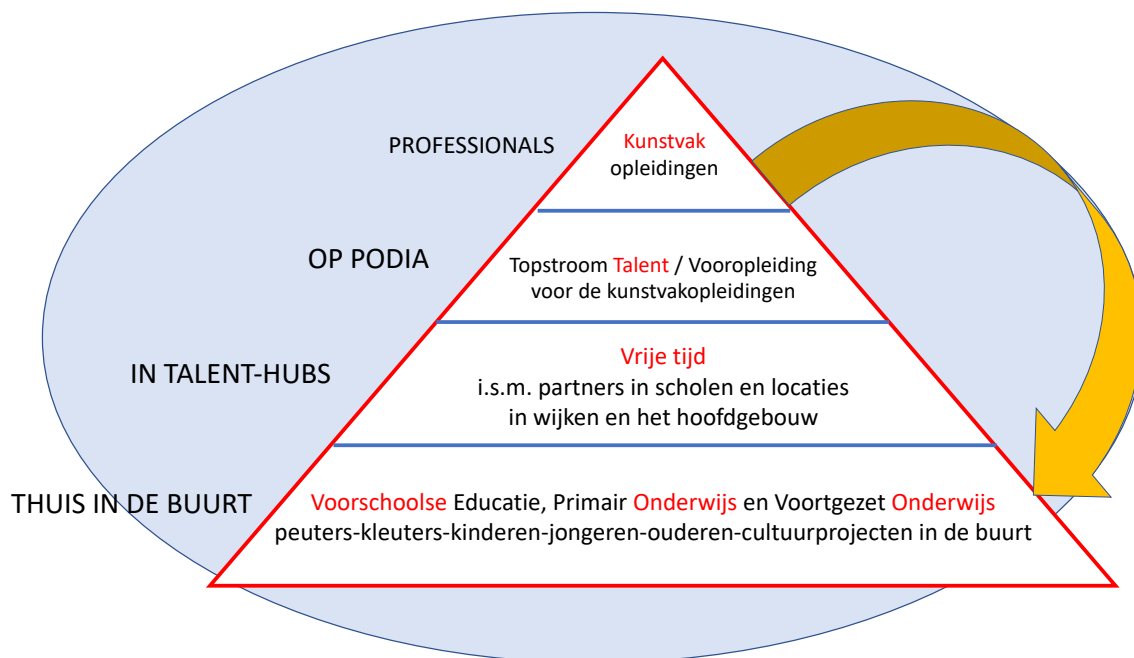 PROFESSIONALS
Kunstvak
opleidingen
OP PODIA
Topstroom Talent / Vooropleiding
voor de kunstvakopleidingen
IN TALENT-HUBS
Vrije tijd
i.s.m. partners in scholen en locaties
in wijken en het hoofdgebouw
THUIS IN DE BUURT
Voorschoolse Educatie, Primair Onderwijs en Voortgezet Onderwijs
peuters-kleuters-kinderen-jongeren-ouderen-cultuurprojecten in de buurt